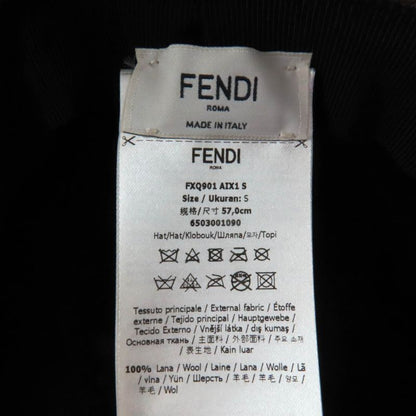 FENDI
ROMA
MADE IN ITALY
FENDI
ROMA
FXQ901 AIX1 S
Size / Ukuran: S
规格/尺寸 57,0cm
6503001090
Hat/Hat/Klobouk/Шляпа/모자/Topi
Tessuto principale / External fabric / Étoffe
externe / Tejido principal / Hauptgewebe /
Tecido Externo / Vnější látka / dış kumaş /
Основная ткань / 主面料 / 外部面料 / 주요 소재
/ 表生地 / Kain luar
100% Lana / Wool / Laine / Lana / Wolle / Lã
/ vlna / Yün / Шерсть / 羊毛 / 羊毛 / 양모 /
羊毛 / Wol